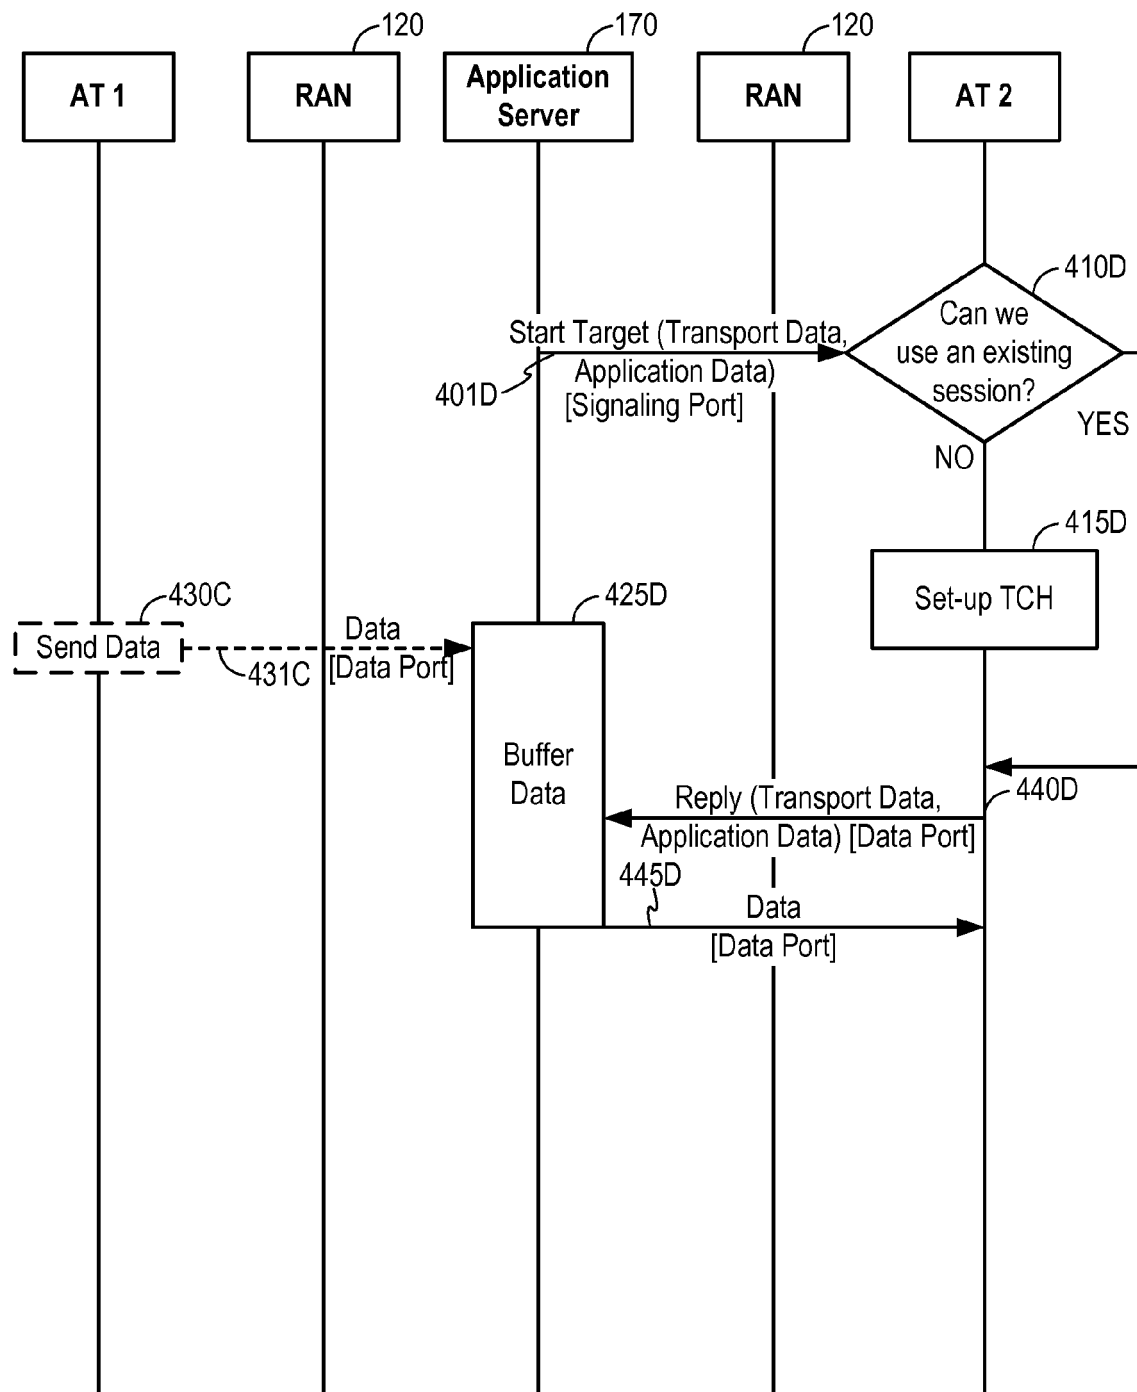 120
170
120
AT 1
RAN
Application
Server
RAN
AT 2
410D
Can we
use an existing
session?
Start Target (Transport Data,
Application Data)
[Signaling Port]
401D
YES
NO
415D
Set-up TCH
430C
Send Data
431C
Data
[Data Port]
425D
Buffer
Data
440D
Reply (Transport Data,
Application Data) [Data Port]
445D
Data
[Data Port]